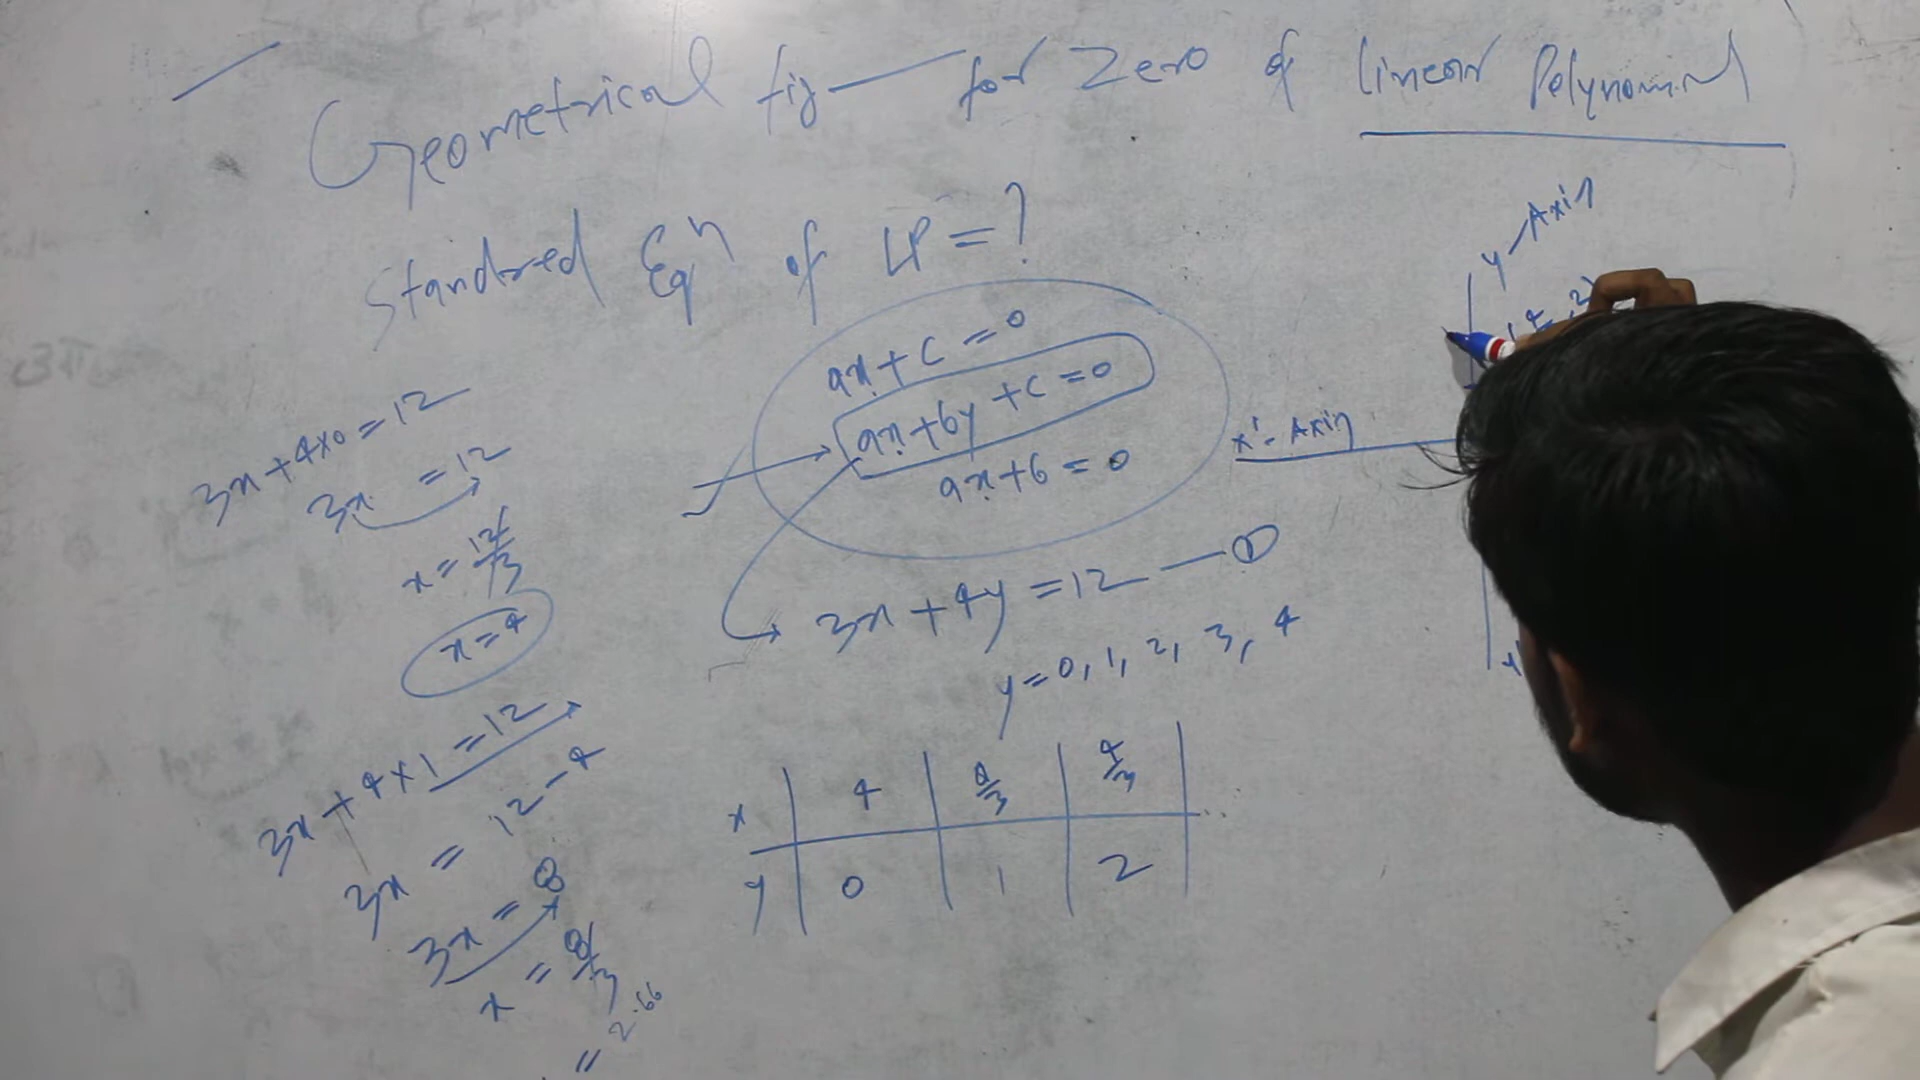 Geometrical fig— for Zero of linear Polynomial
Standred Eqⁿ of LP = ?
ax + c = 0
ax + by + c = 0
ax + b = 0
3x + 4y = 12 — ①
y = 0, 1, 2, 3, 4
x | 4 | 8/3 | 4/3 |
y | 0 | 1 | 2 |
3x + 4x0 = 12
3x = 12
x = 12/3
x = 4
3x + 4 x 1 = 12
3x = 12 - 4
3x = 8
x = 8/3
= 2.66
y - Axis
x' - Axis